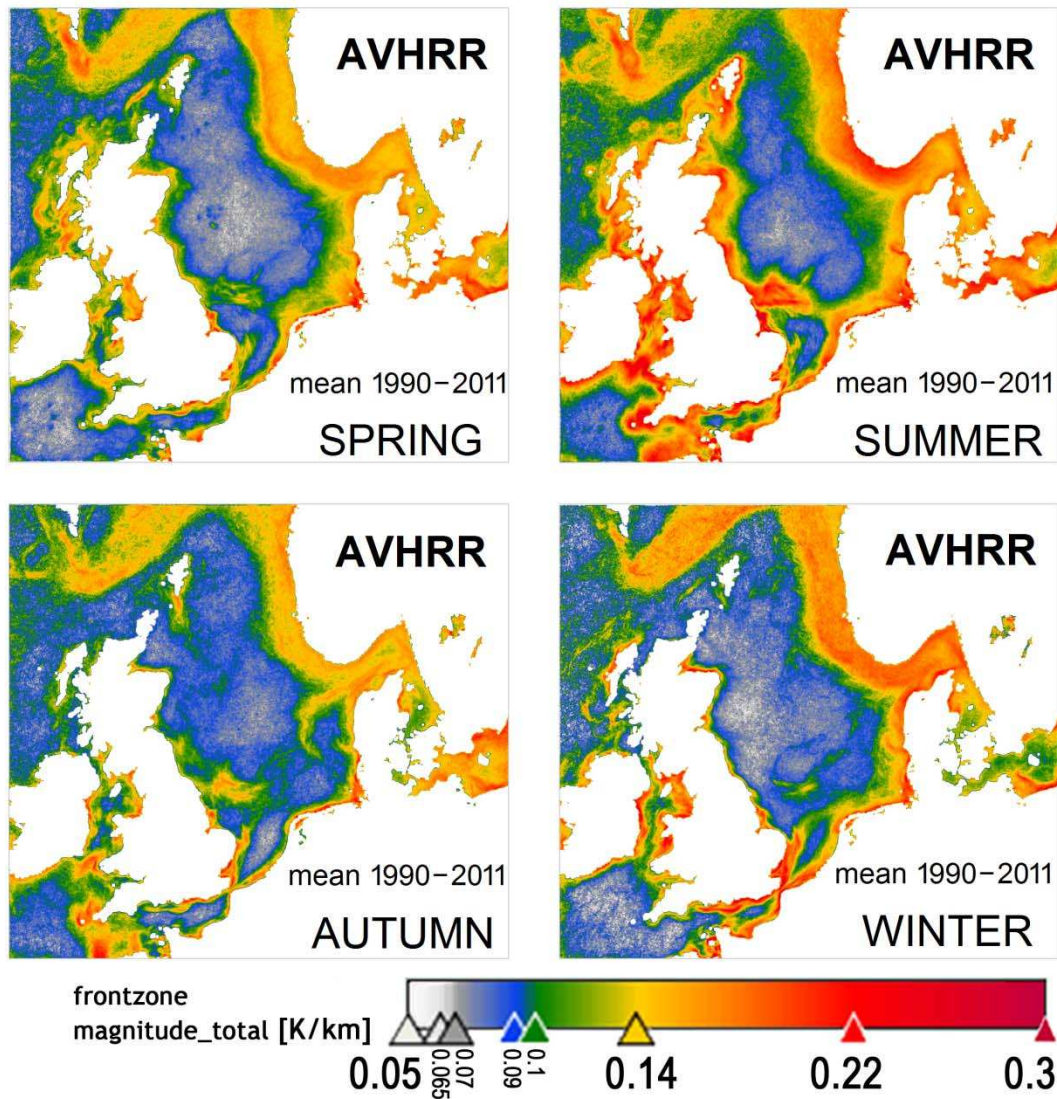 AVHRR
mean 1990–2011
SPRING
AVHRR
mean 1990–2011
SUMMER
AVHRR
mean 1990–2011
AUTUMN
AVHRR
mean 1990–2011
WINTER
frontzone
magnitude_total [K/km]
0.05 0.065 0.07 0.09 0.1 0.14 0.22 0.3